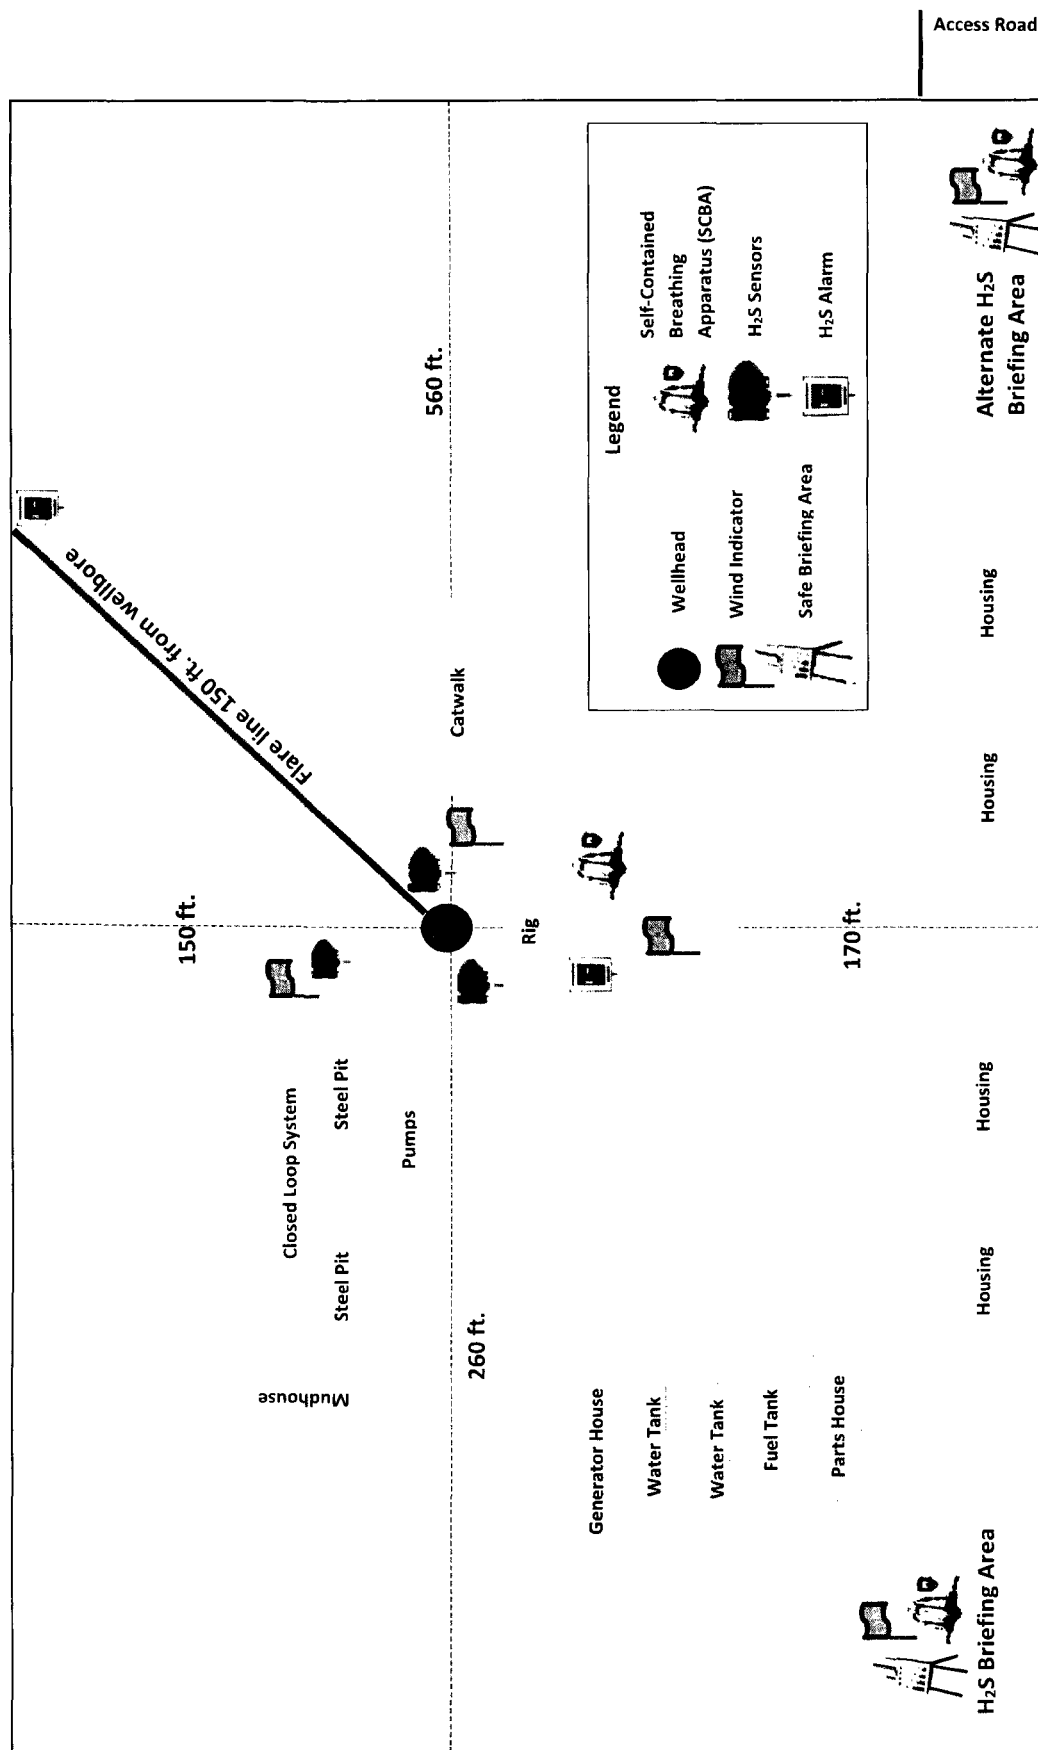 Access Road
560 ft.
Flare line 150 ft. from wellbore
Catwalk
150 ft.
Rig
170 ft.
Legend
Wellhead
Wind Indicator
Safe Briefing Area
Self-Contained
Breathing
Apparatus (SCBA)
H₂S Sensors
H₂S Alarm
Alternate H₂S
Briefing Area
Housing
Housing
Housing
Housing
Closed Loop System
Steel Pit
Steel Pit
Pumps
Mudhouse
260 ft.
Generator House
Water Tank
Water Tank
Fuel Tank
Parts House
H₂S Briefing Area